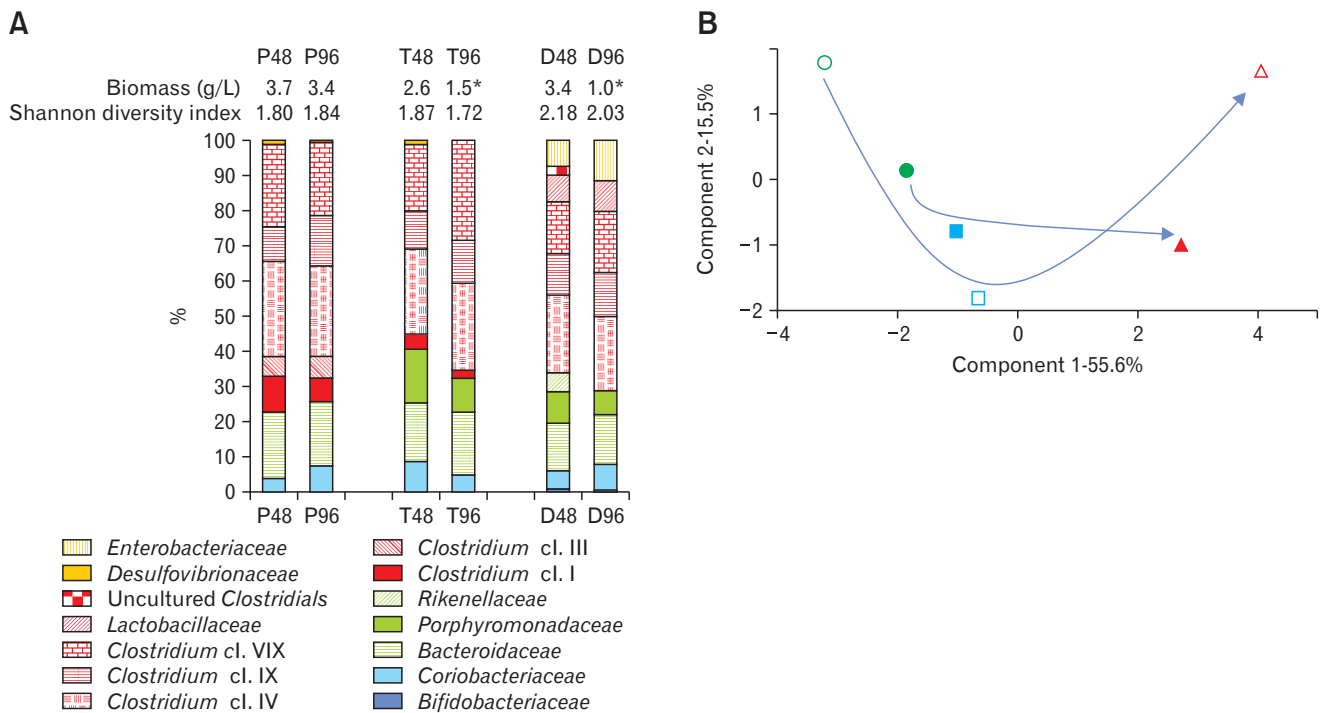 A
P48 P96 T48 T96 D48 D96
Biomass (g/L) 3.7 3.4 2.6 1.5* 3.4 1.0*
Shannon diversity index 1.80 1.84 1.87 1.72 2.18 2.03
100
90
80
70
60
50
40
30
20
10
0
%
P48 P96 T48 T96 D48 D96
Enterobacteriaceae
Desulfovibrionaceae
Uncultured Clostridials
Lactobacillaceae
Clostridium cl. VIX
Clostridium cl. IX
Clostridium cl. IV
Clostridium cl. III
Clostridium cl. I
Rikenellaceae
Porphyromonadaceae
Bacteroidaceae
Coriobacteriaceae
Bifidobacteriaceae
B
Component 2-15.5%
1
0
−1
−2
−4 −2 0 2 4
Component 1-55.6%